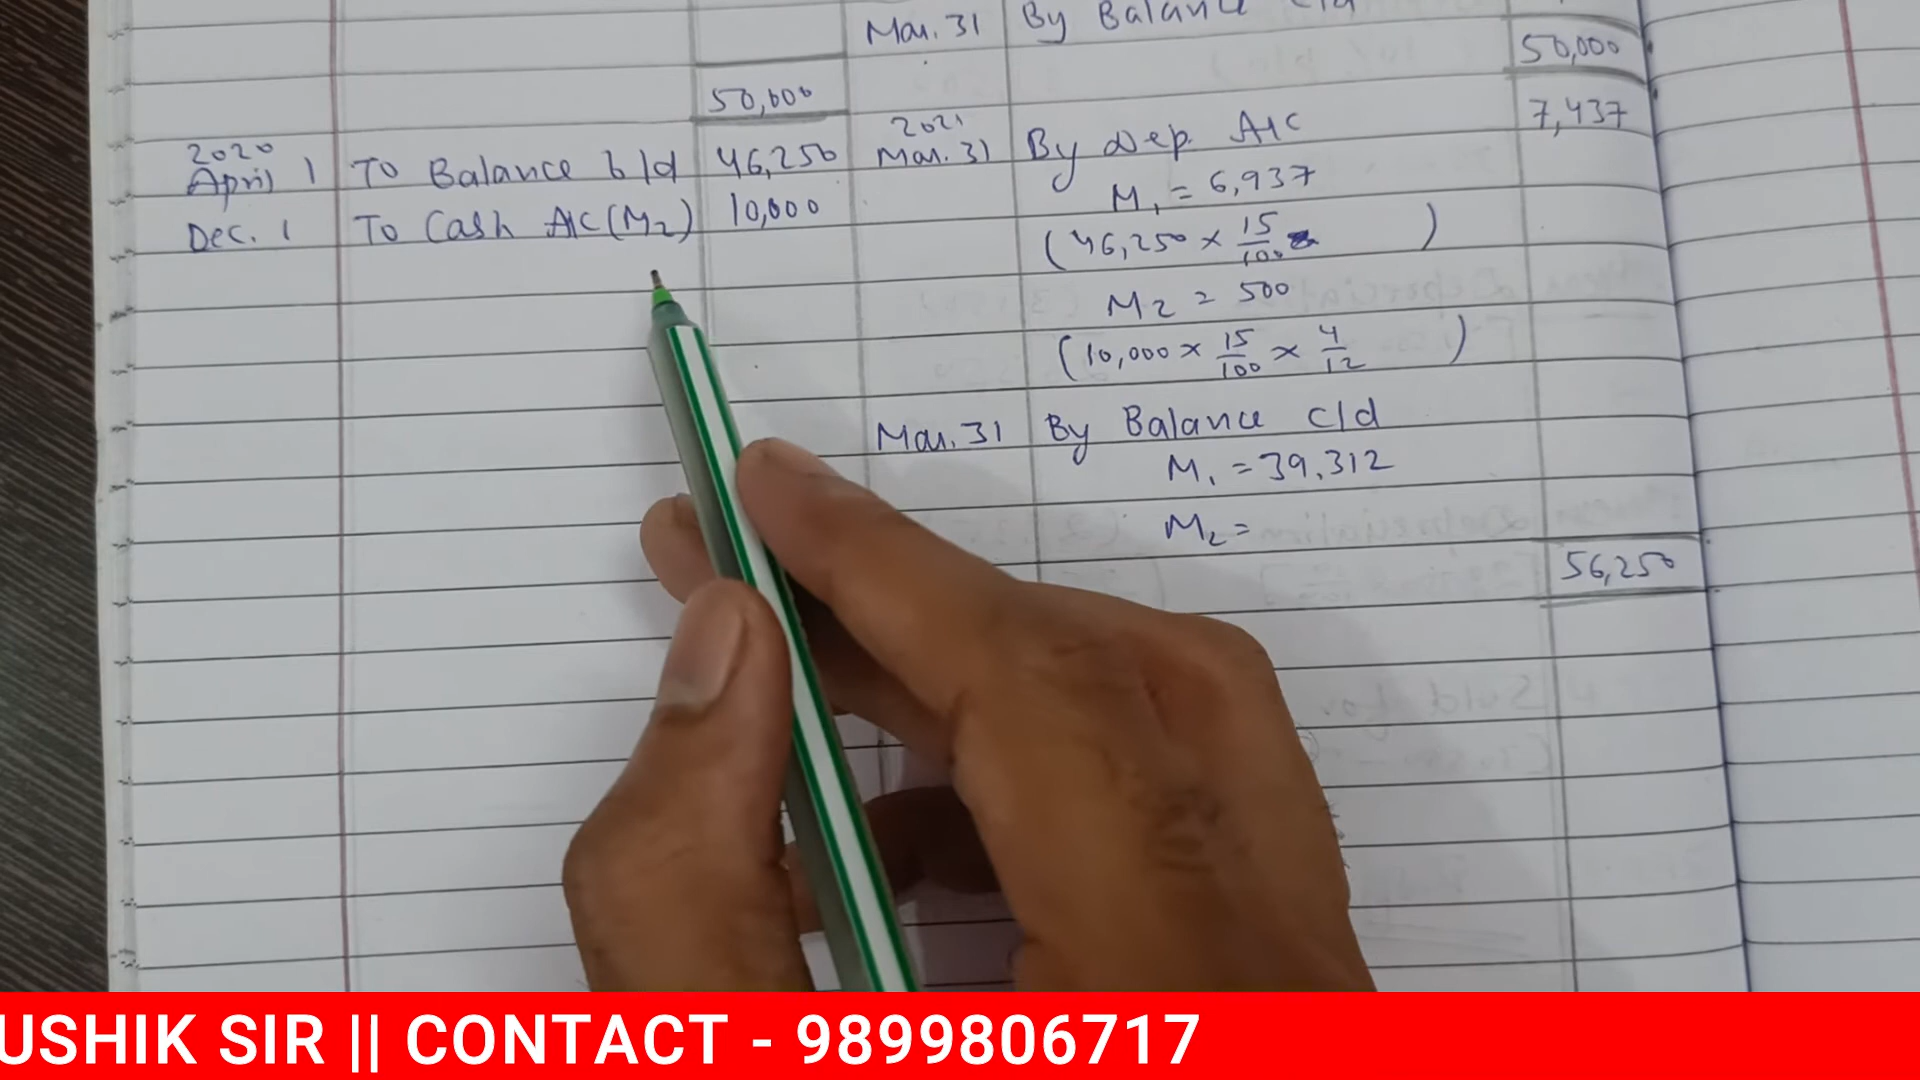 Mar. 31 By Balance c/d
50,000
50,000
2020 2021 7,437
April 1 To Balance b/d 46,250 Mar. 31 By Dep. A/C
Dec. 1 To Cash A/C (M2) 10,000 M1 = 6,937
(46,250 × 15/100 )
M2 = 500
(10,000 × 15/100 × 4/12 )
Mar. 31 By Balance c/d
M1 = 39,312
M2 =
56,250
USHIK SIR || CONTACT - 9899806717